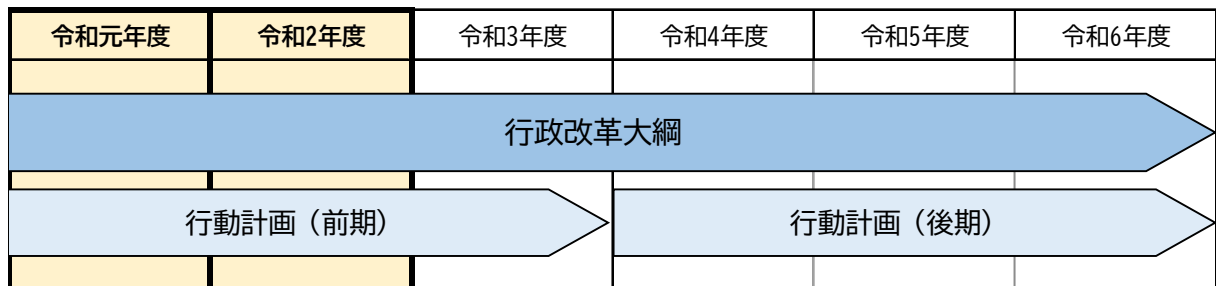 令和元年度 令和2年度 令和3年度 令和4年度 令和5年度 令和6年度
行政改革大綱
行動計画（前期） 行動計画（後期）